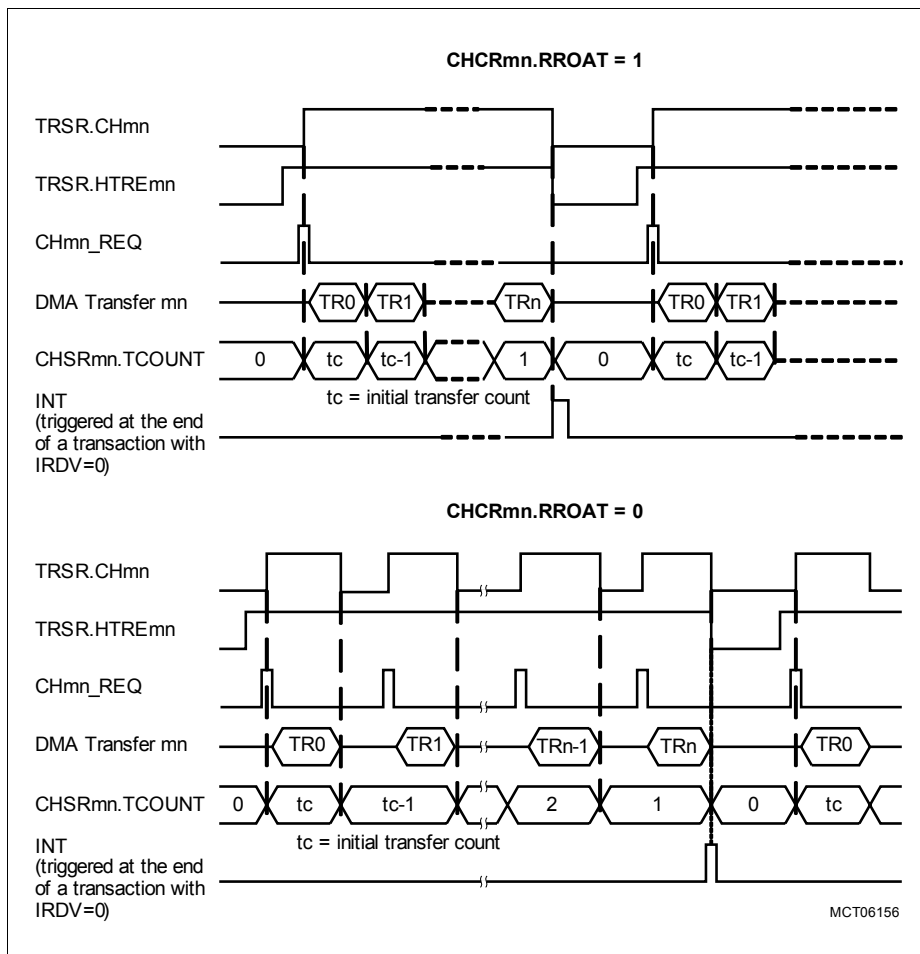 CHCRmn.RROAT = 1
TRSR.CHmn
TRSR.HTREmn
CHmn_REQ
DMA Transfer mn TR0 TR1 TRn TR0 TR1
CHSRmn.TCOUNT 0 tc tc-1 1 0 tc tc-1
tc = initial transfer count
INT
(triggered at the end
of a transaction with
IRDV=0)
CHCRmn.RROAT = 0
TRSR.CHmn
TRSR.HTREmn
CHmn_REQ
DMA Transfer mn TR0 TR1 TRn-1 TRn TR0
CHSRmn.TCOUNT 0 tc tc-1 2 1 0 tc
tc = initial transfer count
INT
(triggered at the end
of a transaction with
IRDV=0)
MCT06156